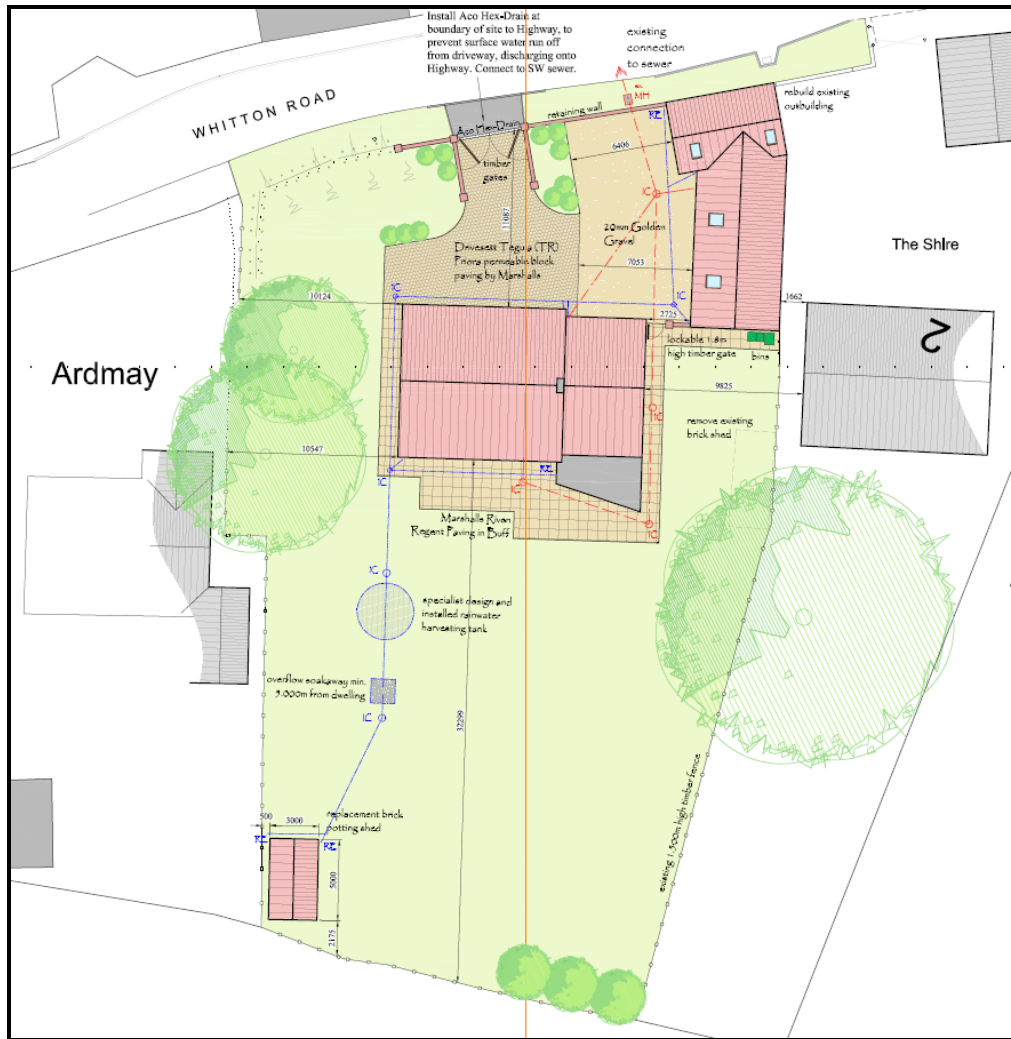 Install Aco Hex-Drain at
boundary of site to Highway, to
prevent surface water run off
from driveway, discharging onto
Highway. Connect to SW sewer.
existing
connection
to sewer
MH
rebuild existing
outbuilding
WHITTON ROAD
retaining wall
RE
Aco Hex-Drain
timber
gates
6406
IC
11087
20mm Golden
Gravel
Drivesett Tegula (TR)
Priora permeable block
paving by Marshalls
The Shire
7053
10124
IC
IC
1662
2725
lockable 1.8m
high timber gate
bins
2
Ardmay
9825
IC
remove existing
brick shed
10547
IC
RE
IC
IC
Marshalls Riven
Regent Paving in Buff
IC
specialist design and
installed rainwater
harvesting tank
overflow soakaway min.
5.000m from dwelling
IC
32299
existing 1.500m high timber fence
500
3000
replacement brick
potting shed
RE
RE
5000
2175